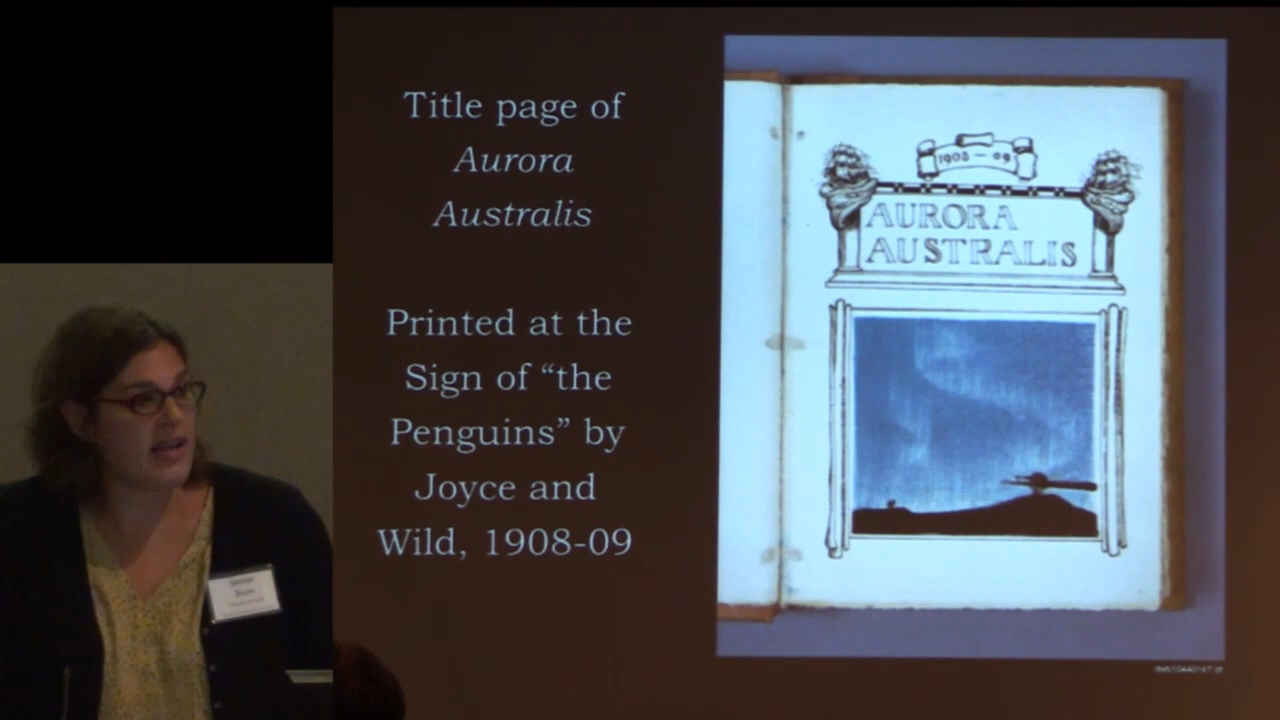 Title page of
Aurora
Australis
Printed at the
Sign of “the
Penguins” by
Joyce and
Wild, 1908-09
1908 — 09
AURORA
AUSTRALIS